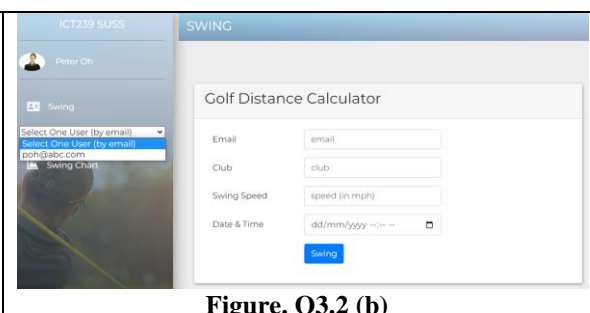 ICT239 SUSS
SWING
Peter Oh
Swing
Select One User (by email)
Select One User (by email)
poh@abc.com
Swing Chart
Golf Distance Calculator
Email
email
Club
club
Swing Speed
speed (in mph)
Date & Time
dd/mm/yyyy --:-- --
Swing
Figure. Q3.2 (b)